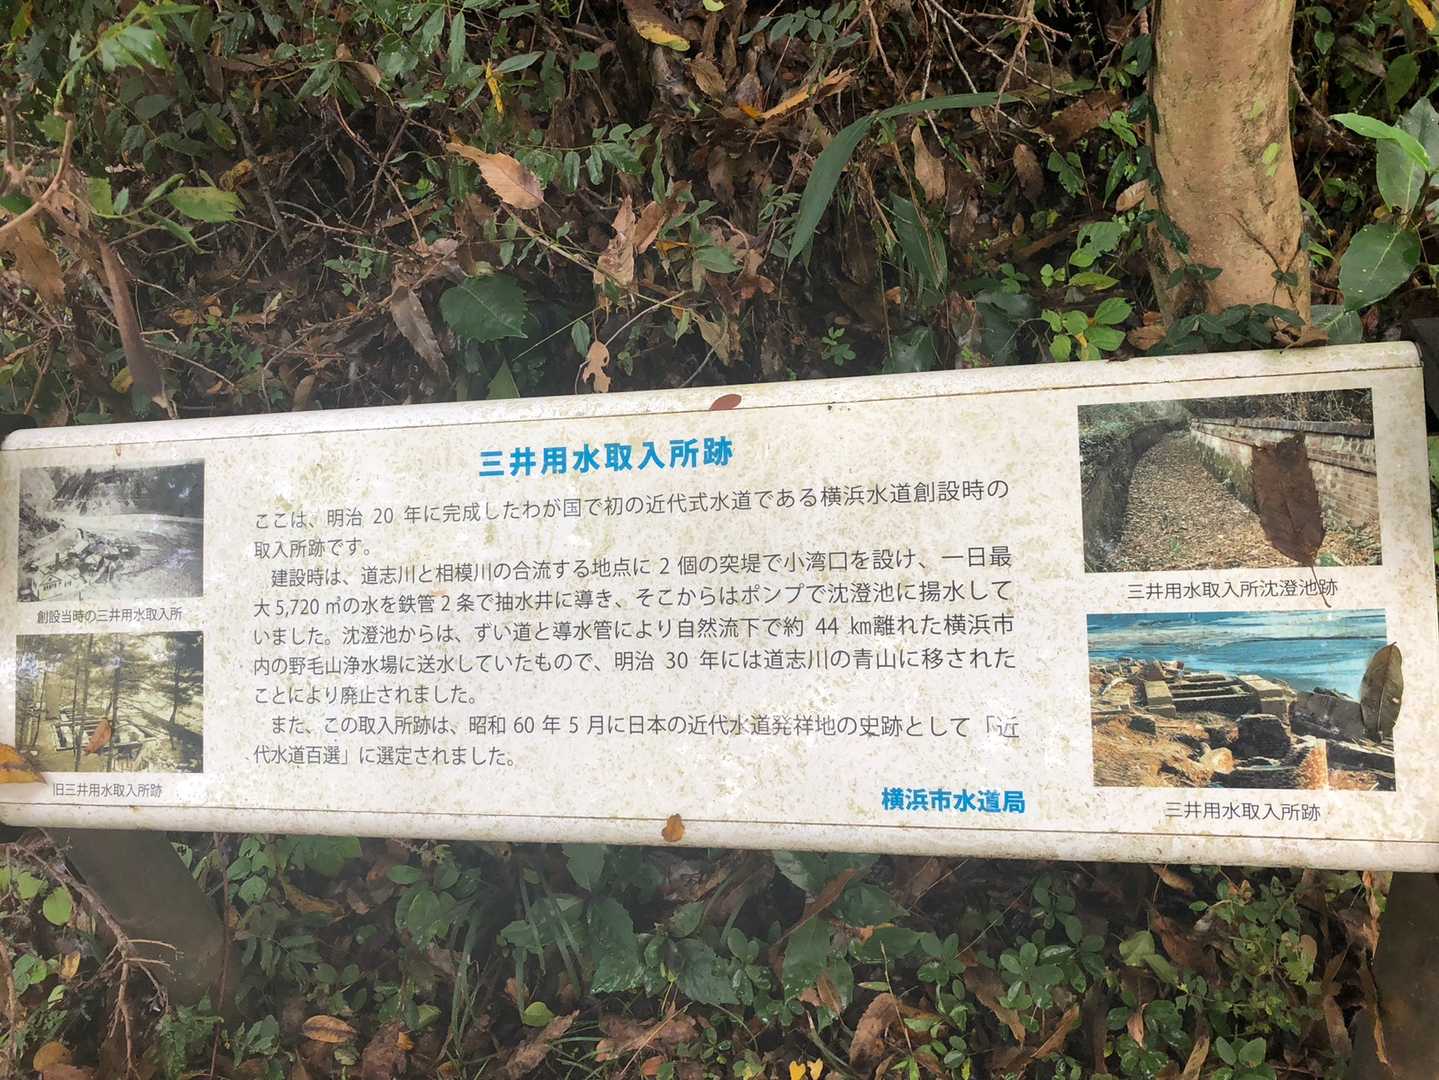 三井用水取入所跡
ここは、明治 20 年に完成したわが国で初の近代式水道である横浜水道創設時の
取入所跡です。
建設時は、道志川と相模川の合流する地点に 2 個の突堤で小湾口を設け、一日最
大 5,720 ㎥の水を鉄管 2 条で抽水井に導き、そこからはポンプで沈澄池に揚水して
いました。沈澄池からは、ずい道と導水管により自然流下で約 44 ㎞離れた横浜市
内の野毛山浄水場に送水していたもので、明治 30 年には道志川の青山に移された
ことにより廃止されました。
また、この取入所跡は、昭和 60 年 5 月に日本の近代水道発祥地の史跡として「近
代水道百選」に選定されました。
横浜市水道局
創設当時の三井用水取入所
旧三井用水取入所跡
三井用水取入所沈澄池跡
三井用水取入所跡